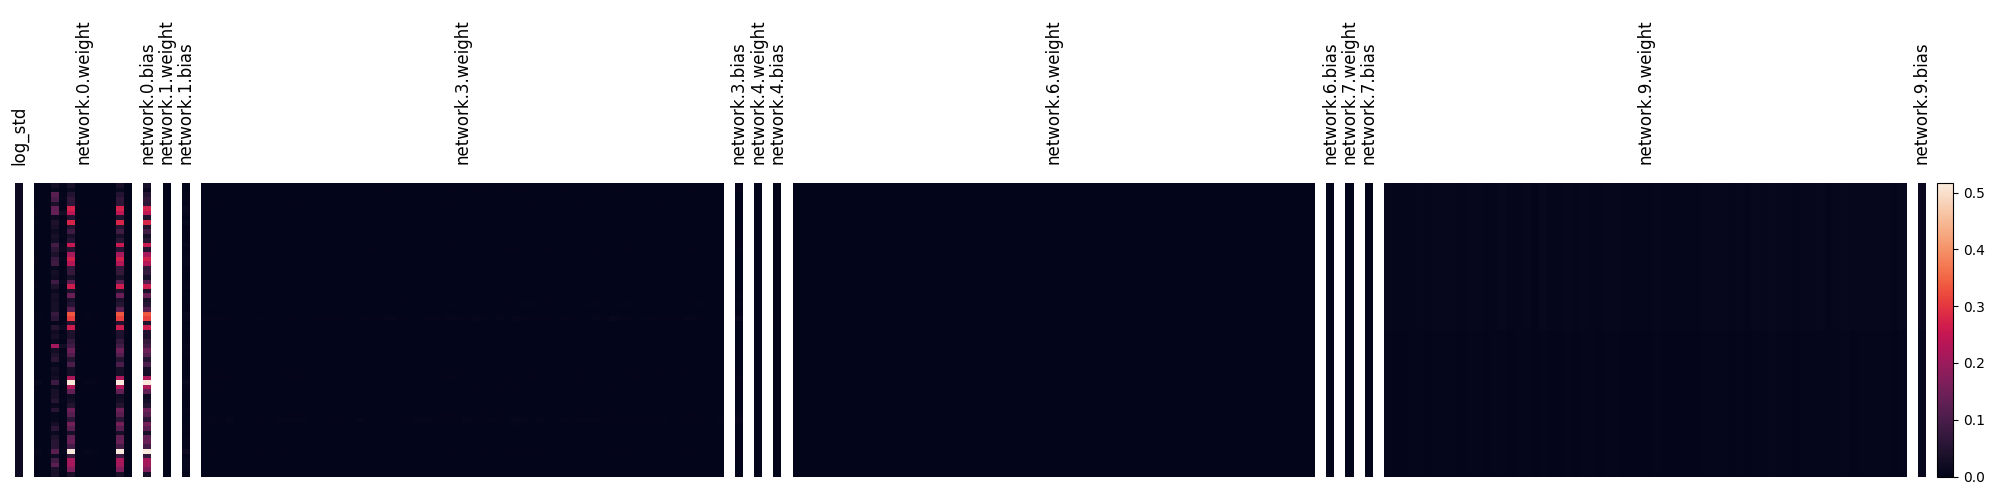 log_std
network.0.weight
network.0.bias
network.1.weight
network.1.bias
network.3.weight
network.3.bias
network.4.weight
network.4.bias
network.6.weight
network.6.bias
network.7.weight
network.7.bias
network.9.weight
network.9.bias
0.5
0.4
0.3
0.2
0.1
0.0